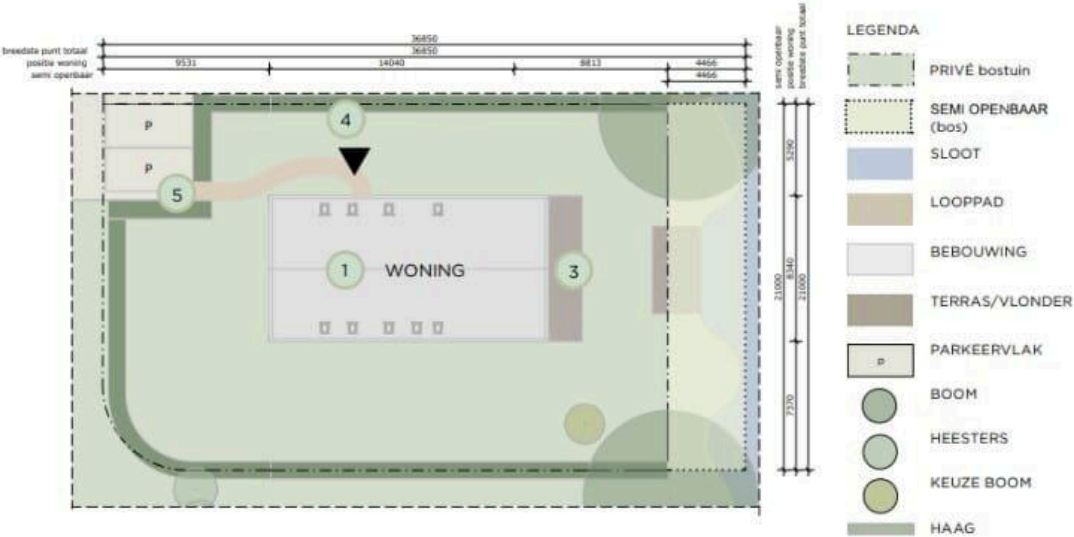 36850
breedste punt totaal
36850
positie woning
9531
14040
8813
4466
semi openbaar
4466
semi openbaar
positie woning
breedste punt totaal
P
P
5
4
1
WONING
3
5290
21000
8340
21000
7370
LEGENDA
PRIVÉ bostuin
SEMI OPENBAAR
(bos)
SLOOT
LOOPPAD
BEBOUWING
TERRAS/VLONDER
P
PARKEERVLAK
BOOM
HEESTERS
KEUZE BOOM
HAAG